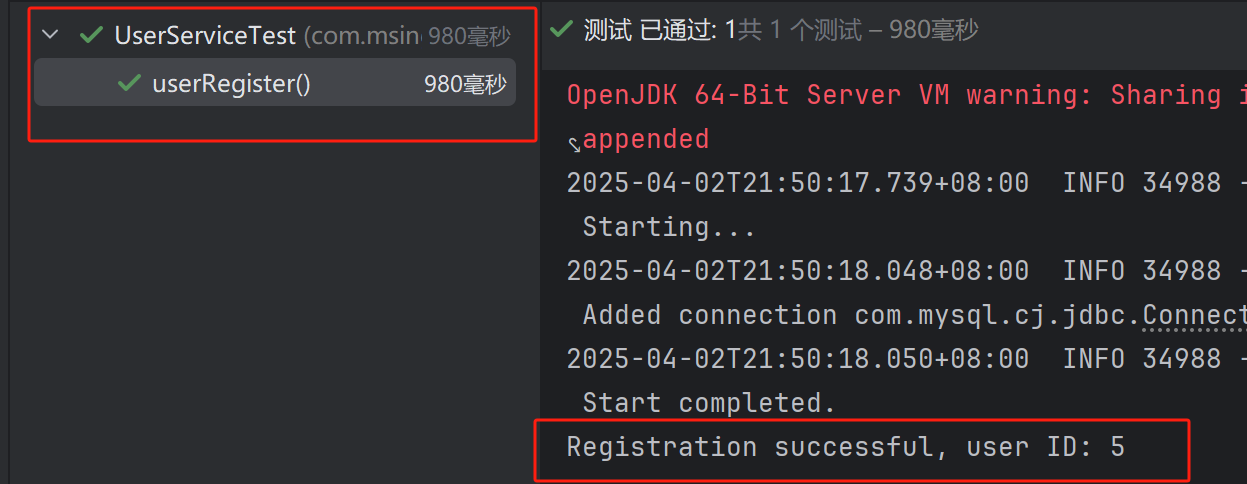 UserServiceTest (com.msin 980毫秒
userRegister() 980毫秒
测试 已通过: 1共 1 个测试 – 980毫秒
OpenJDK 64-Bit Server VM warning: Sharing i
appended
2025-04-02T21:50:17.739+08:00  INFO 34988 -
Starting...
2025-04-02T21:50:18.048+08:00  INFO 34988 -
Added connection com.mysql.cj.jdbc.Connect
2025-04-02T21:50:18.050+08:00  INFO 34988 -
Start completed.
Registration successful, user ID: 5